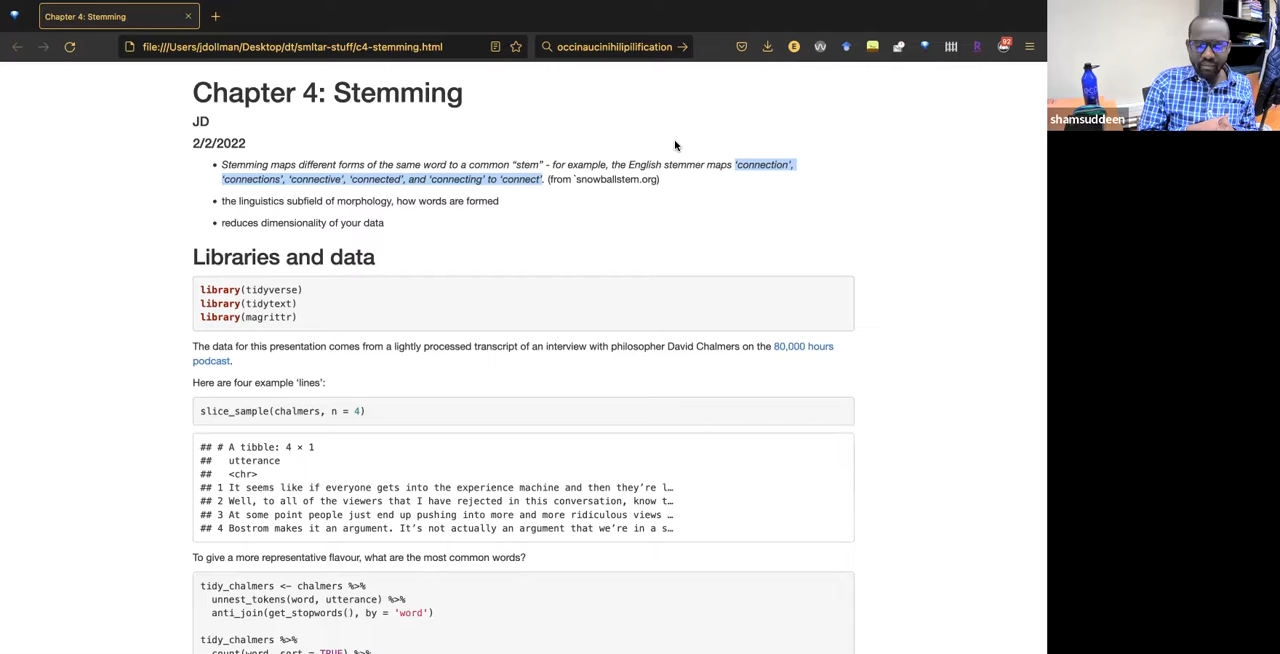 Chapter 4: Stemming
file:///Users/jdollman/Desktop/dt/smltar-stuff/c4-stemming.html
occinaucinihilipilification
92
shamsuddeen
Chapter 4: Stemming
JD
2/2/2022
• Stemming maps different forms of the same word to a common “stem” - for example, the English stemmer maps ‘connection’,
‘connections’, ‘connective’, ‘connected’, and ‘connecting’ to ‘connect’. (from `snowballstem.org)
• the linguistics subfield of morphology, how words are formed
• reduces dimensionality of your data
Libraries and data
library(tidyverse)
library(tidytext)
library(magrittr)
The data for this presentation comes from a lightly processed transcript of an interview with philosopher David Chalmers on the 80,000 hours
podcast.
Here are four example ‘lines’:
slice_sample(chalmers, n = 4)
## # A tibble: 4 × 1
##   utterance
##   <chr>
## 1 It seems like if everyone gets into the experience machine and then they’re l…
## 2 Well, to all of the viewers that I have rejected in this conversation, know t…
## 3 At some point people just end up pushing into more and more ridiculous views …
## 4 Bostrom makes it an argument. It’s not actually an argument that we’re in a s…
To give a more representative flavour, what are the most common words?
tidy_chalmers <- chalmers %>%
  unnest_tokens(word, utterance) %>%
  anti_join(get_stopwords(), by = 'word')
tidy_chalmers %>%
  count(word, sort = TRUE) %>%